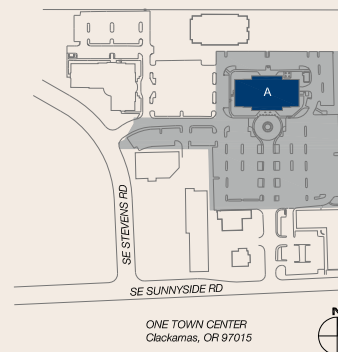 A
SE STEVENS RD
SE SUNNYSIDE RD
ONE TOWN CENTER
Clackamas, OR 97015
N